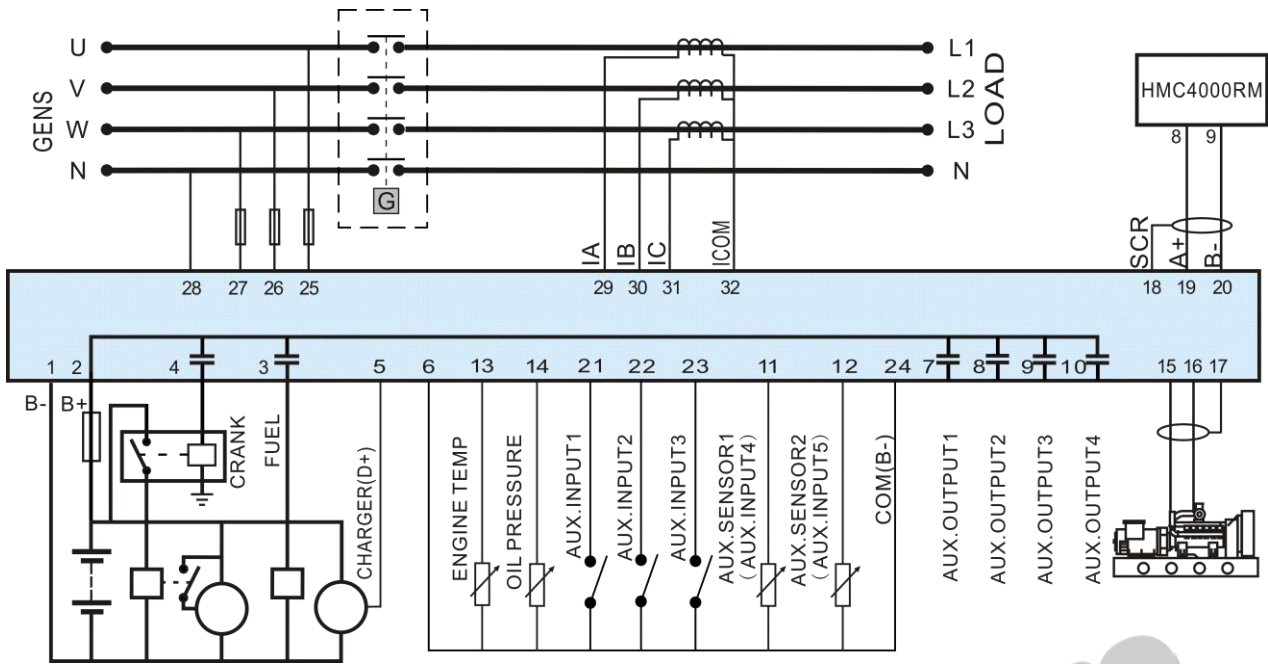 GENS
U
V
W
N
G
L1
L2
L3
N
LOAD
HMC4000RM
8 9
IA
IB
IC
ICOM
SCR
A+
B-
28 27 26 25 29 30 31 32 18 19 20
1 2 4 3 5 6 13 14 21 22 23 11 12 24 7 8 9 10 15 16 17
B- B+
CRANK
FUEL
CHARGER(D+)
ENGINE TEMP
OIL PRESSURE
AUX.INPUT1
AUX.INPUT2
AUX.INPUT3
AUX.SENSOR1
(AUX.INPUT4)
AUX.SENSOR2
(AUX.INPUT5)
COM(B-)
AUX.OUTPUT1
AUX.OUTPUT2
AUX.OUTPUT3
AUX.OUTPUT4